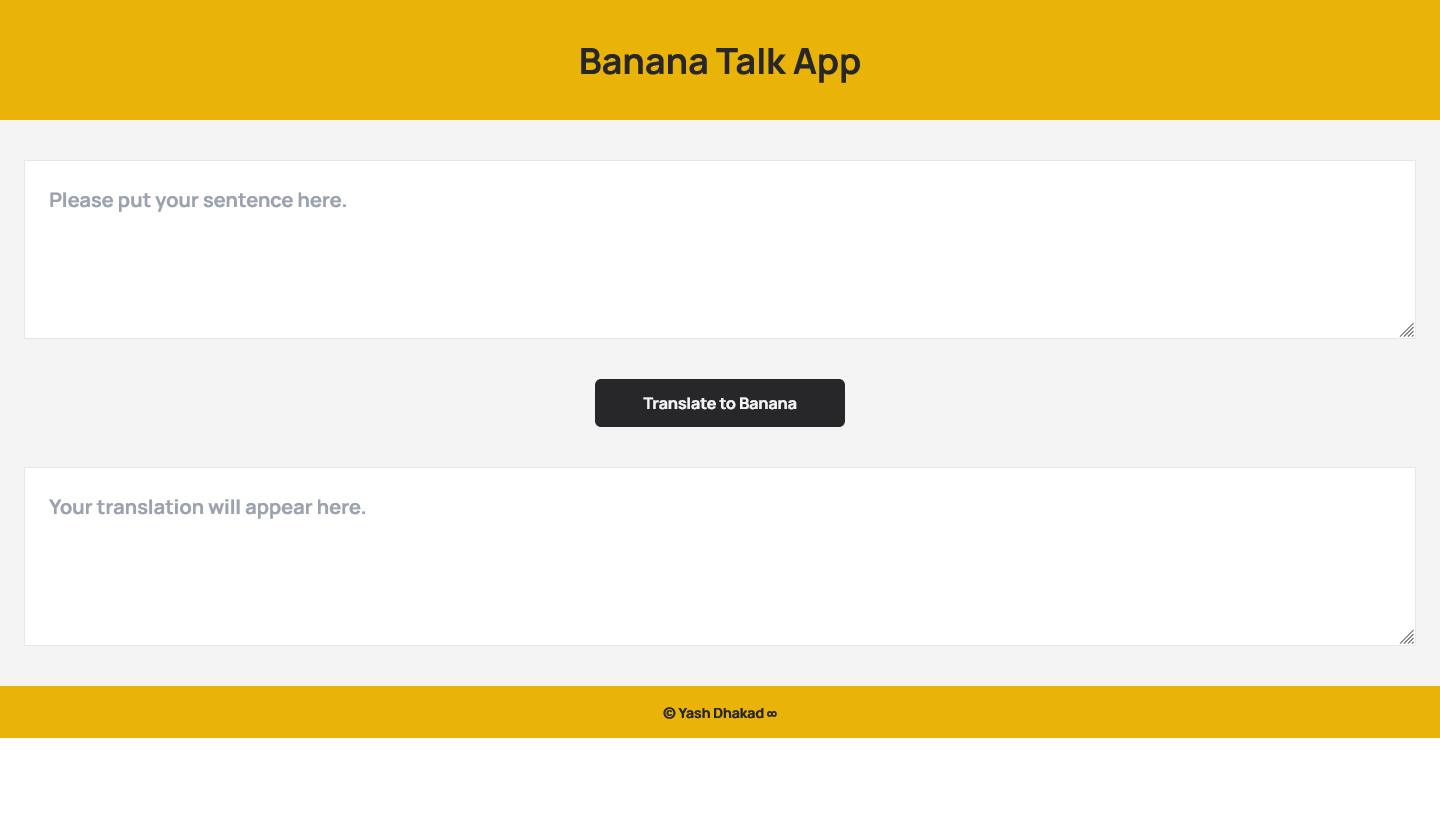 Banana Talk App
Please put your sentence here.
Translate to Banana
Your translation will appear here.
© Yash Dhakad ∞